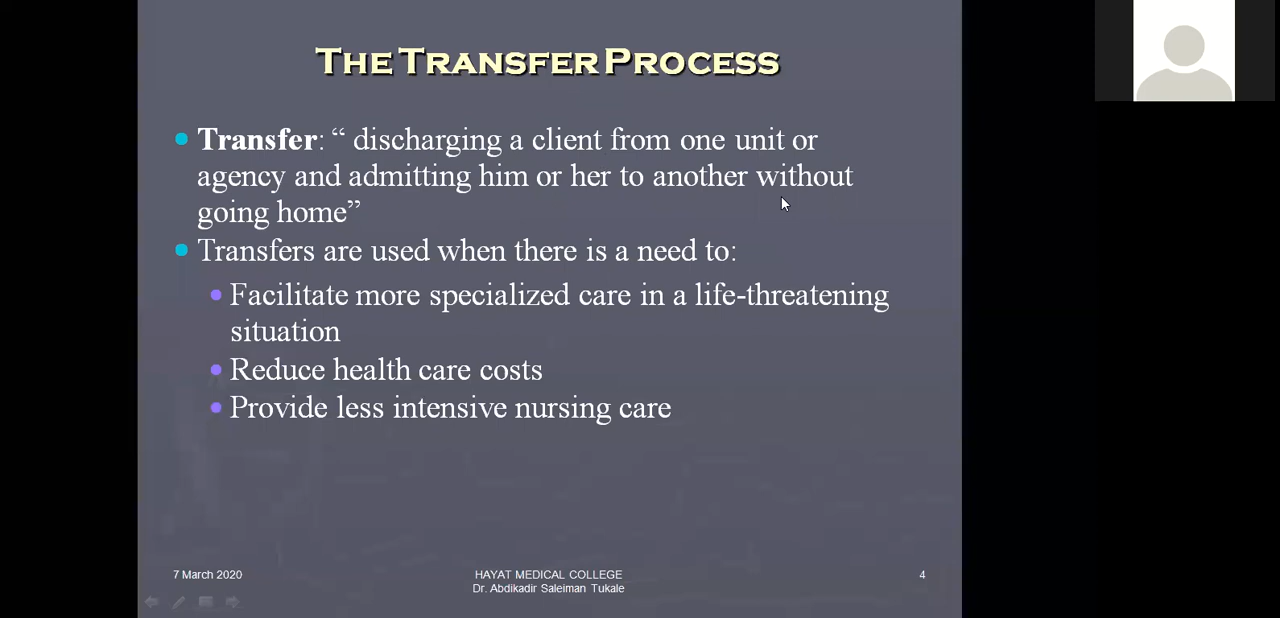 THE TRANSFER PROCESS
Transfer: “ discharging a client from one unit or
agency and admitting him or her to another without
going home”
Transfers are used when there is a need to:
Facilitate more specialized care in a life-threatening
situation
Reduce health care costs
Provide less intensive nursing care
7 March 2020
HAYAT MEDICAL COLLEGE
Dr. Abdikadir Saleiman Tukale
4